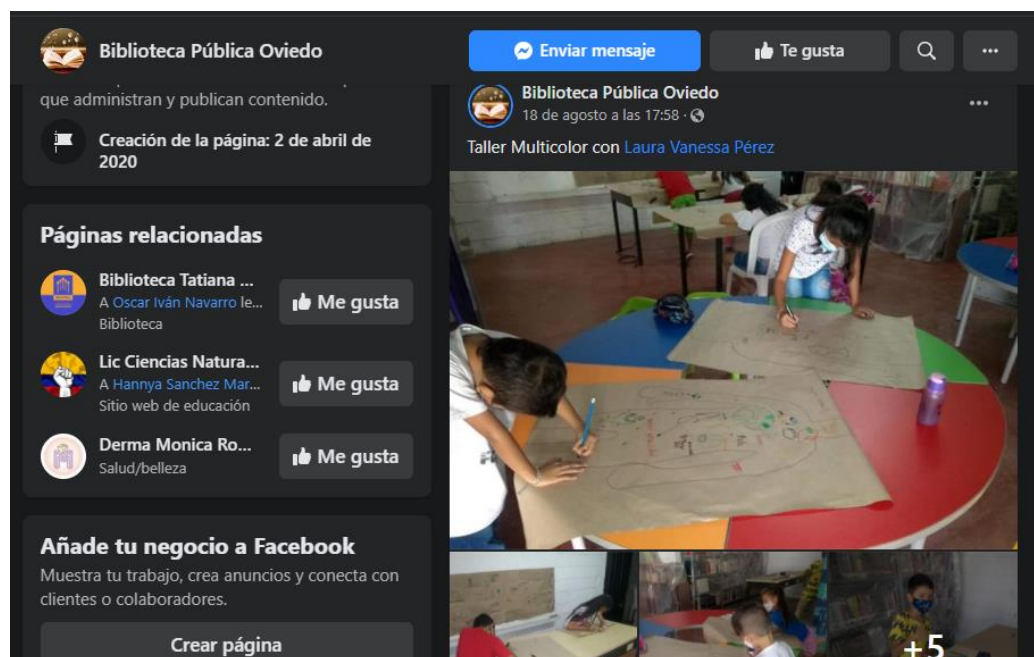 Biblioteca Pública Oviedo
Enviar mensaje
Te gusta
que administran y publican contenido.
Creación de la página: 2 de abril de
2020
Páginas relacionadas
Biblioteca Tatiana ...
A Oscar Iván Navarro le...
Biblioteca
Me gusta
Lic Ciencias Natura...
A Hannya Sanchez Mar...
Sitio web de educación
Me gusta
Derma Monica Ro...
Salud/belleza
Me gusta
Añade tu negocio a Facebook
Muestra tu trabajo, crea anuncios y conecta con
clientes o colaboradores.
Crear página
Biblioteca Pública Oviedo
18 de agosto a las 17:58 ·
Taller Multicolor con Laura Vanessa Pérez
+5